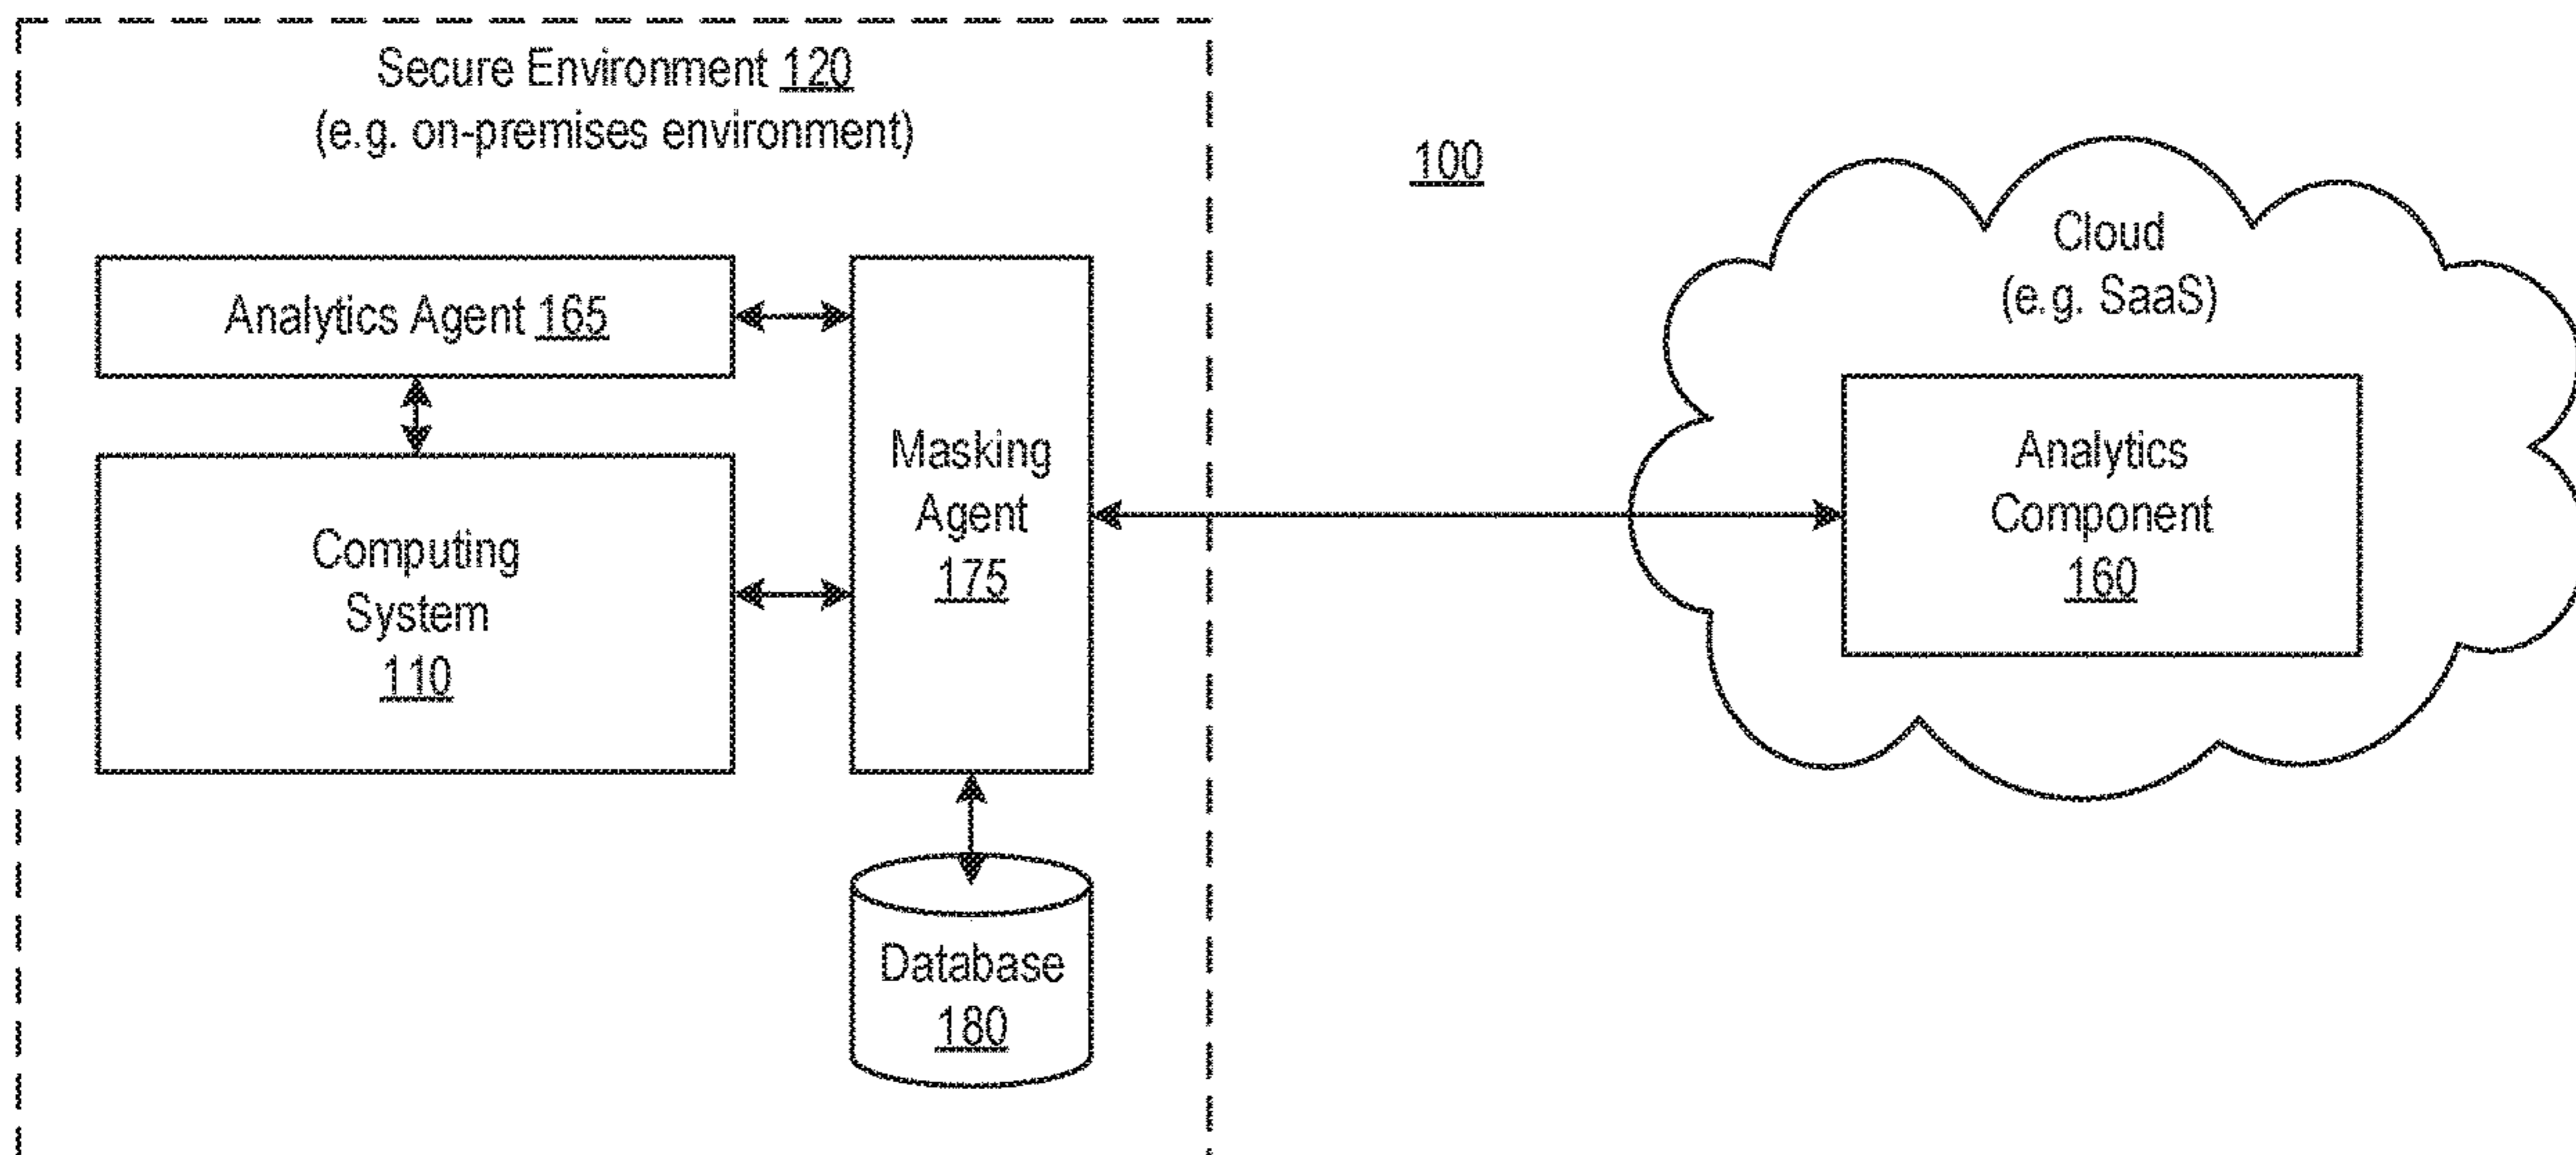 Secure Environment 120
(e.g. on-premises environment)
100
Cloud
(e.g. SaaS)
Analytics Agent 165
Masking
Agent
175
Analytics
Component
160
Computing
System
110
Database
180